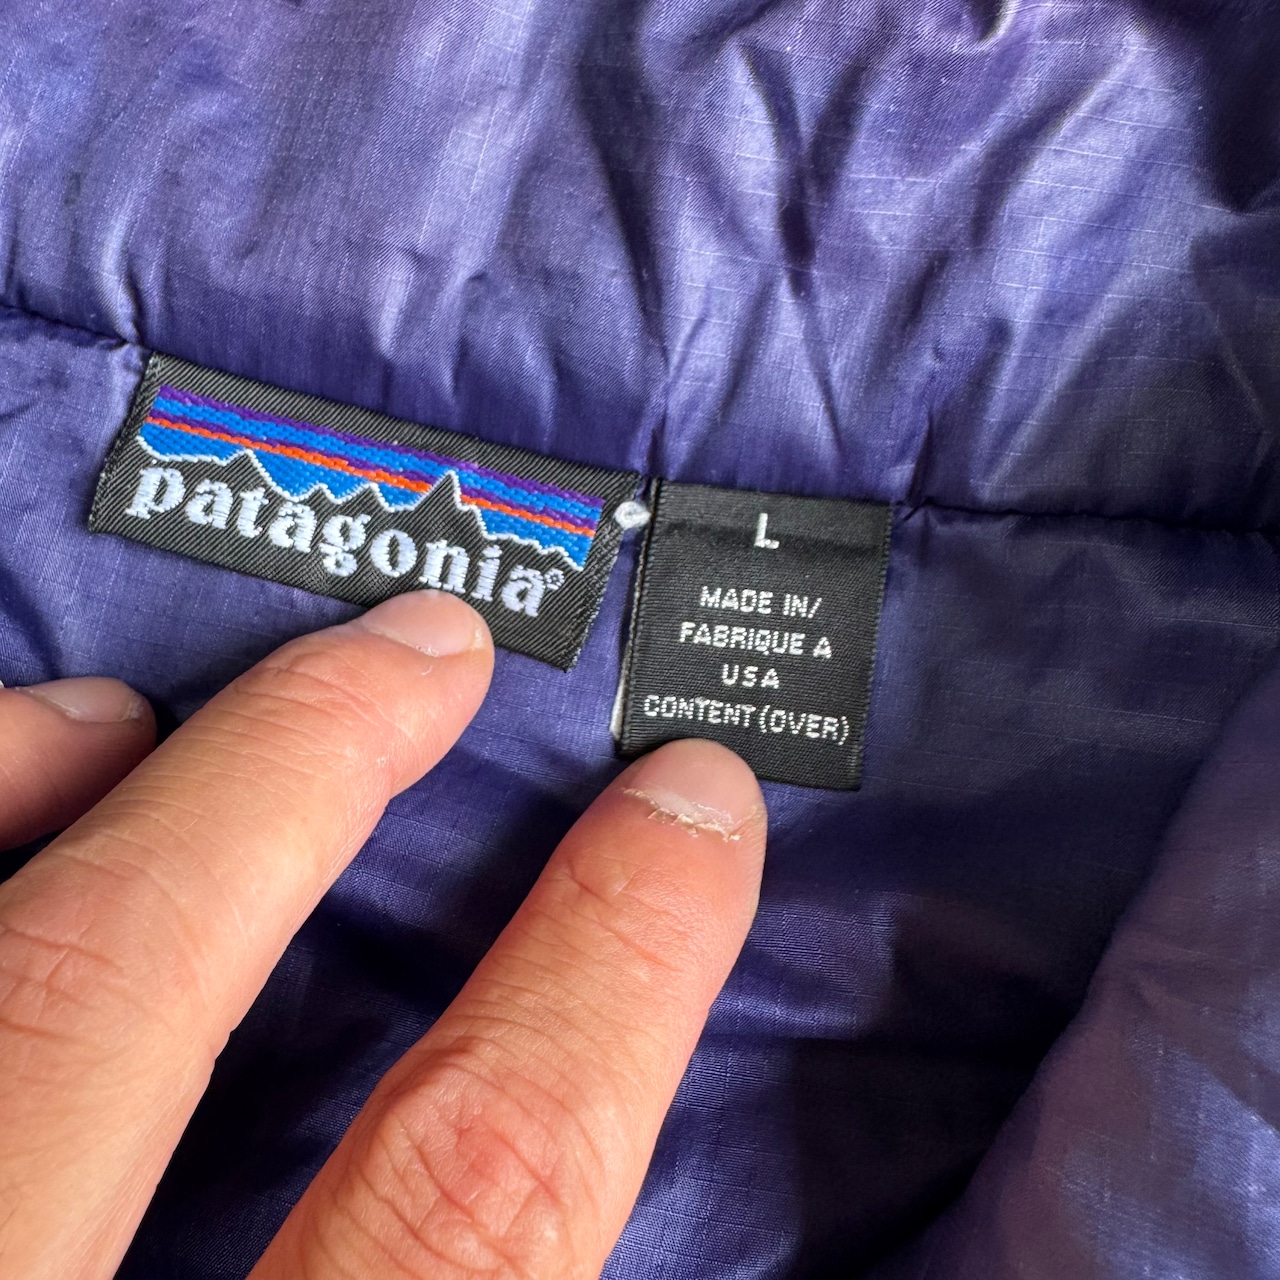 patagonia®
L
MADE IN/
FABRIQUE A
USA
CONTENT (OVER)